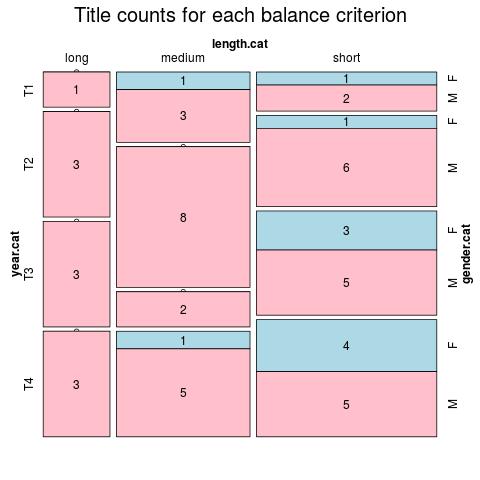 Title counts for each balance criterion
length.cat
long medium short
year.cat
gender.cat
T1 1 1 3 1 2 F M
T2 3 8 1 6 F M
T3 3 2 3 5 F M
T4 3 1 5 4 5 F M